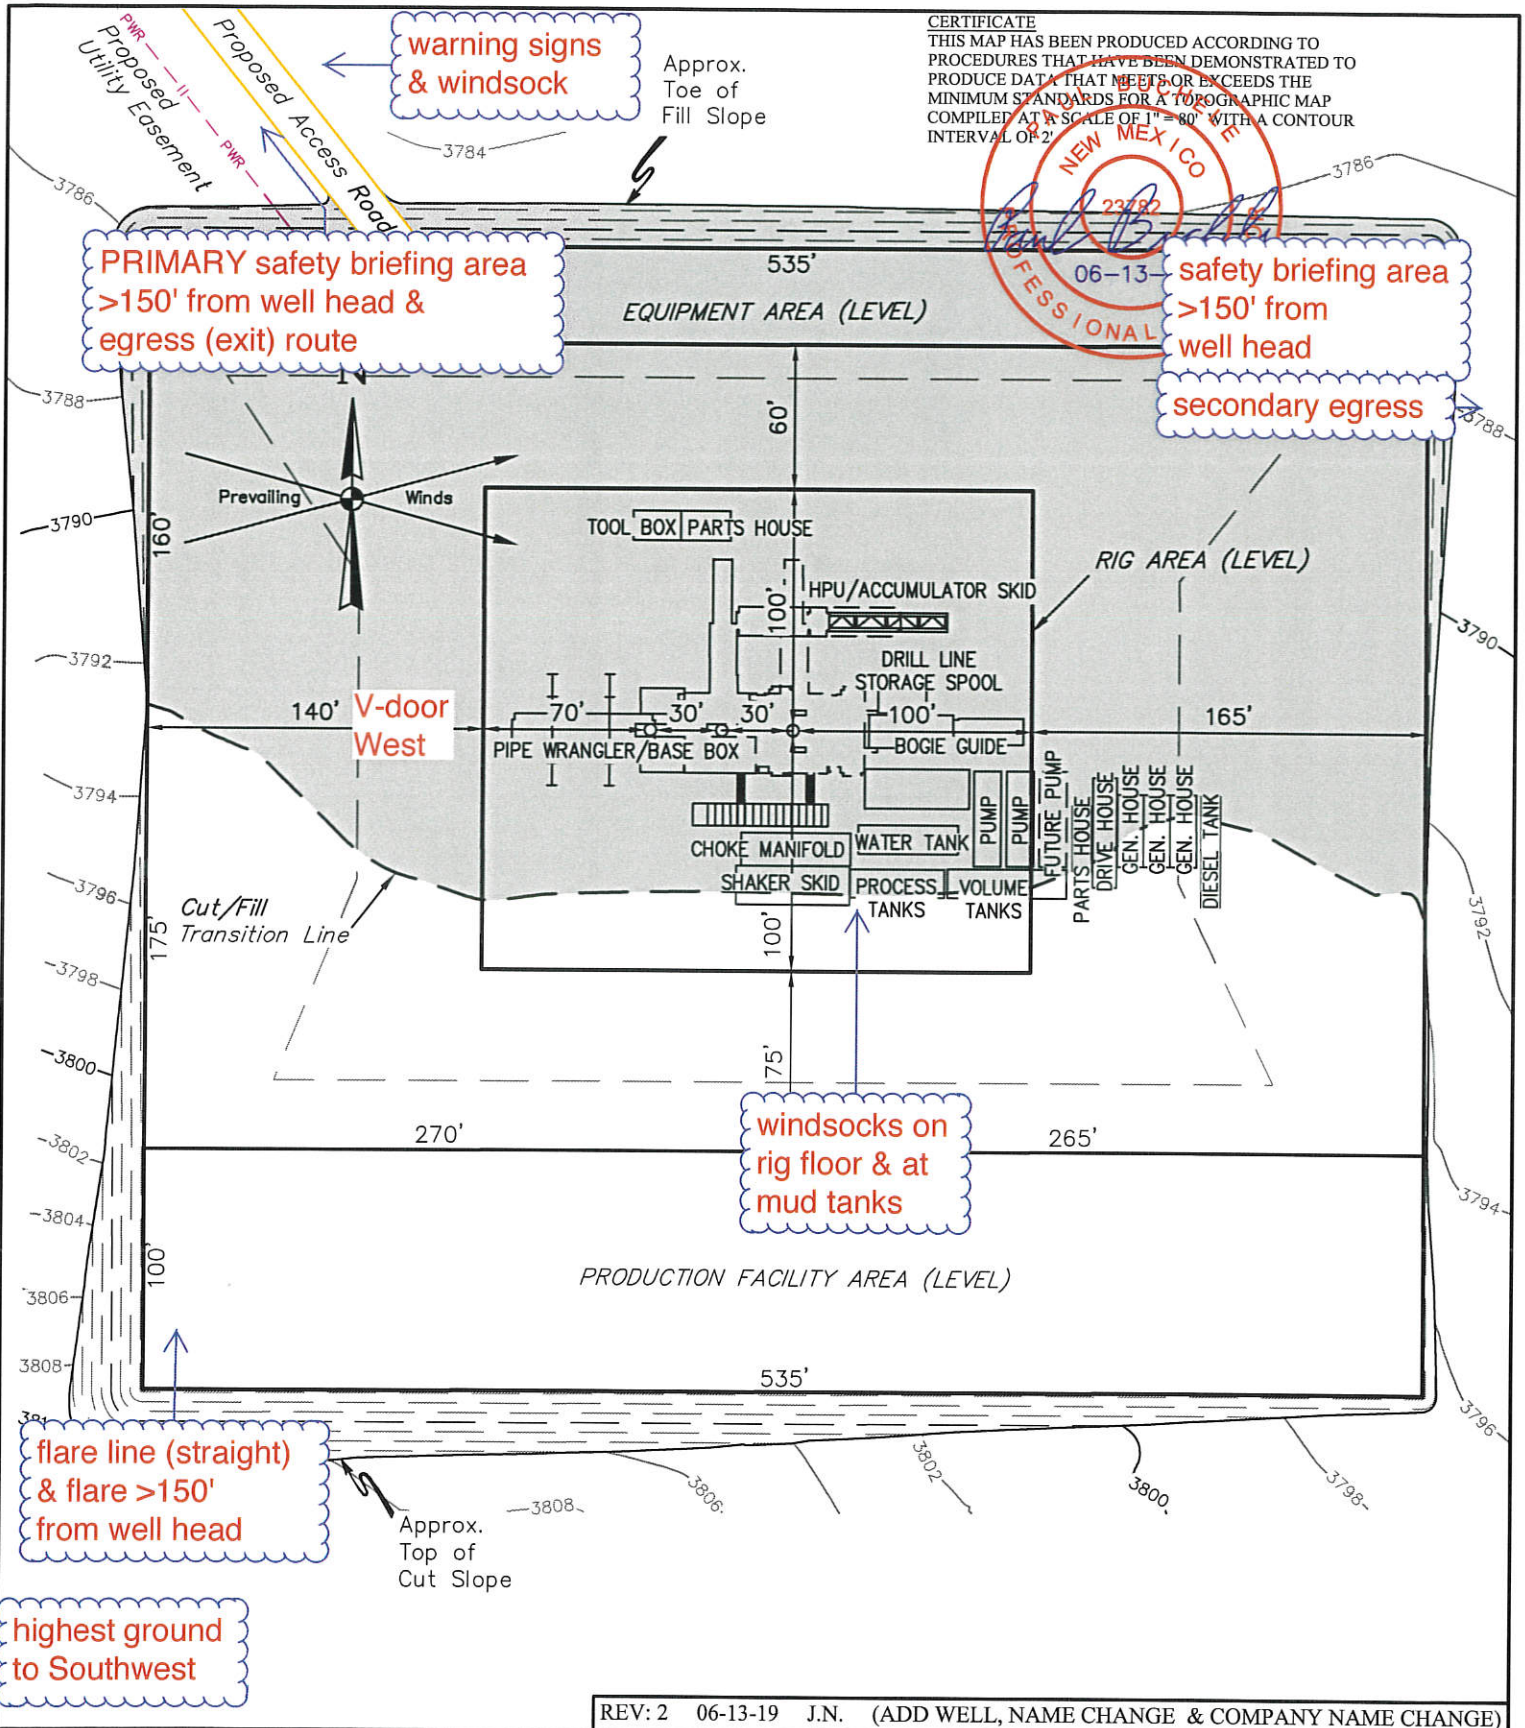 CERTIFICATE
THIS MAP HAS BEEN PRODUCED ACCORDING TO
PROCEDURES THAT HAVE BEEN DEMONSTRATED TO
PRODUCE DATA THAT MEETS OR EXCEEDS THE
MINIMUM STANDARDS FOR A TOPOGRAPHIC MAP
COMPILED AT A SCALE OF 1" = 80' WITH A CONTOUR
INTERVAL OF 2'
PAUL BUCHELE
NEW MEXICO
23782
PROFESSIONAL
06-13-
PWR
PWR
Proposed
Utility Easement
Proposed Access Road
warning signs
& windsock
Approx.
Toe of
Fill Slope
3784
3786
3786
PRIMARY safety briefing area
>150' from well head &
egress (exit) route
535'
EQUIPMENT AREA (LEVEL)
safety briefing area
>150' from
well head
secondary egress
3788
3788
60'
N
Prevailing Winds
3790
160'
TOOL BOX PARTS HOUSE
RIG AREA (LEVEL)
HPU/ACCUMULATOR SKID
100'
3790
3792
DRILL LINE
STORAGE SPOOL
140'
V-door
West
70'
30'
30'
100'
165'
PIPE WRANGLER/BASE BOX
BOGIE GUIDE
3794
PUMP
PUMP
FUTURE PUMP
PARTS HOUSE
DRIVE HOUSE
GEN. HOUSE
GEN. HOUSE
GEN. HOUSE
DIESEL TANK
CHOKE MANIFOLD
WATER TANK
SHAKER SKID
PROCESS
TANKS
VOLUME
TANKS
3796
Cut/Fill
Transition Line
175'
100'
3792
3798
3800
75'
windsocks on
rig floor & at
mud tanks
270'
265'
3802
3794
3804
100'
PRODUCTION FACILITY AREA (LEVEL)
3806
3808
535'
3796
flare line (straight)
& flare >150'
from well head
3808
3806
3802
3800
3798
Approx.
Top of
Cut Slope
highest ground
to Southwest
REV: 2 06-13-19 J.N. (ADD WELL, NAME CHANGE & COMPANY NAME CHANGE)